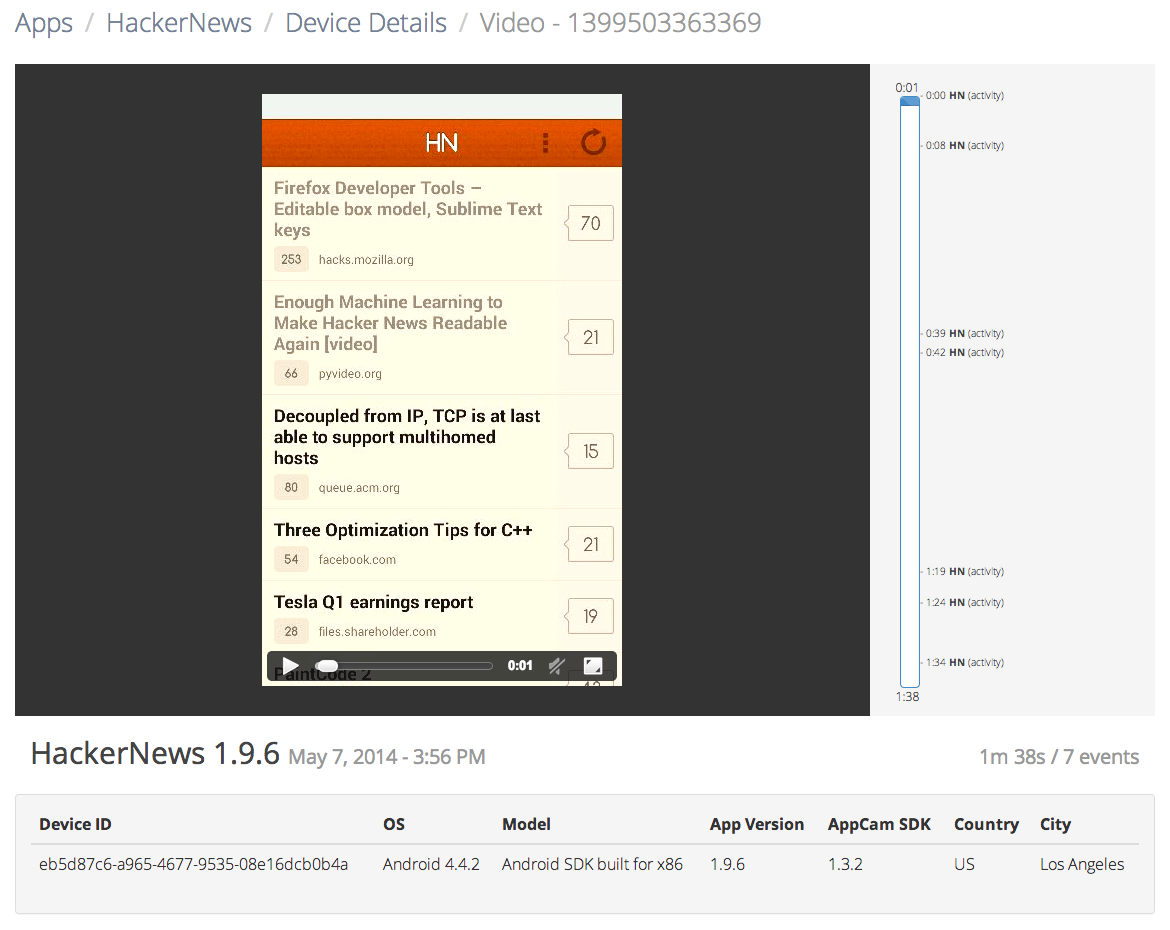 Apps / HackerNews / Device Details / Video - 1399503363369
HN
Firefox Developer Tools –
Editable box model, Sublime Text
keys
70
253 hacks.mozilla.org
Enough Machine Learning to
Make Hacker News Readable
Again [video]
21
66 pyvideo.org
Decoupled from IP, TCP is at last
able to support multihomed
hosts
15
80 queue.acm.org
Three Optimization Tips for C++
21
54 facebook.com
Tesla Q1 earnings report
19
28 files.shareholder.com
PaintCode 2
0:01
0:01
0:00 HN (activity)
0:08 HN (activity)
0:39 HN (activity)
0:42 HN (activity)
1:19 HN (activity)
1:24 HN (activity)
1:34 HN (activity)
1:38
HackerNews 1.9.6 May 7, 2014 - 3:56 PM
1m 38s / 7 events
Device ID OS Model App Version AppCam SDK Country City
eb5d87c6-a965-4677-9535-08e16dcb0b4a Android 4.4.2 Android SDK built for x86 1.9.6 1.3.2 US Los Angeles